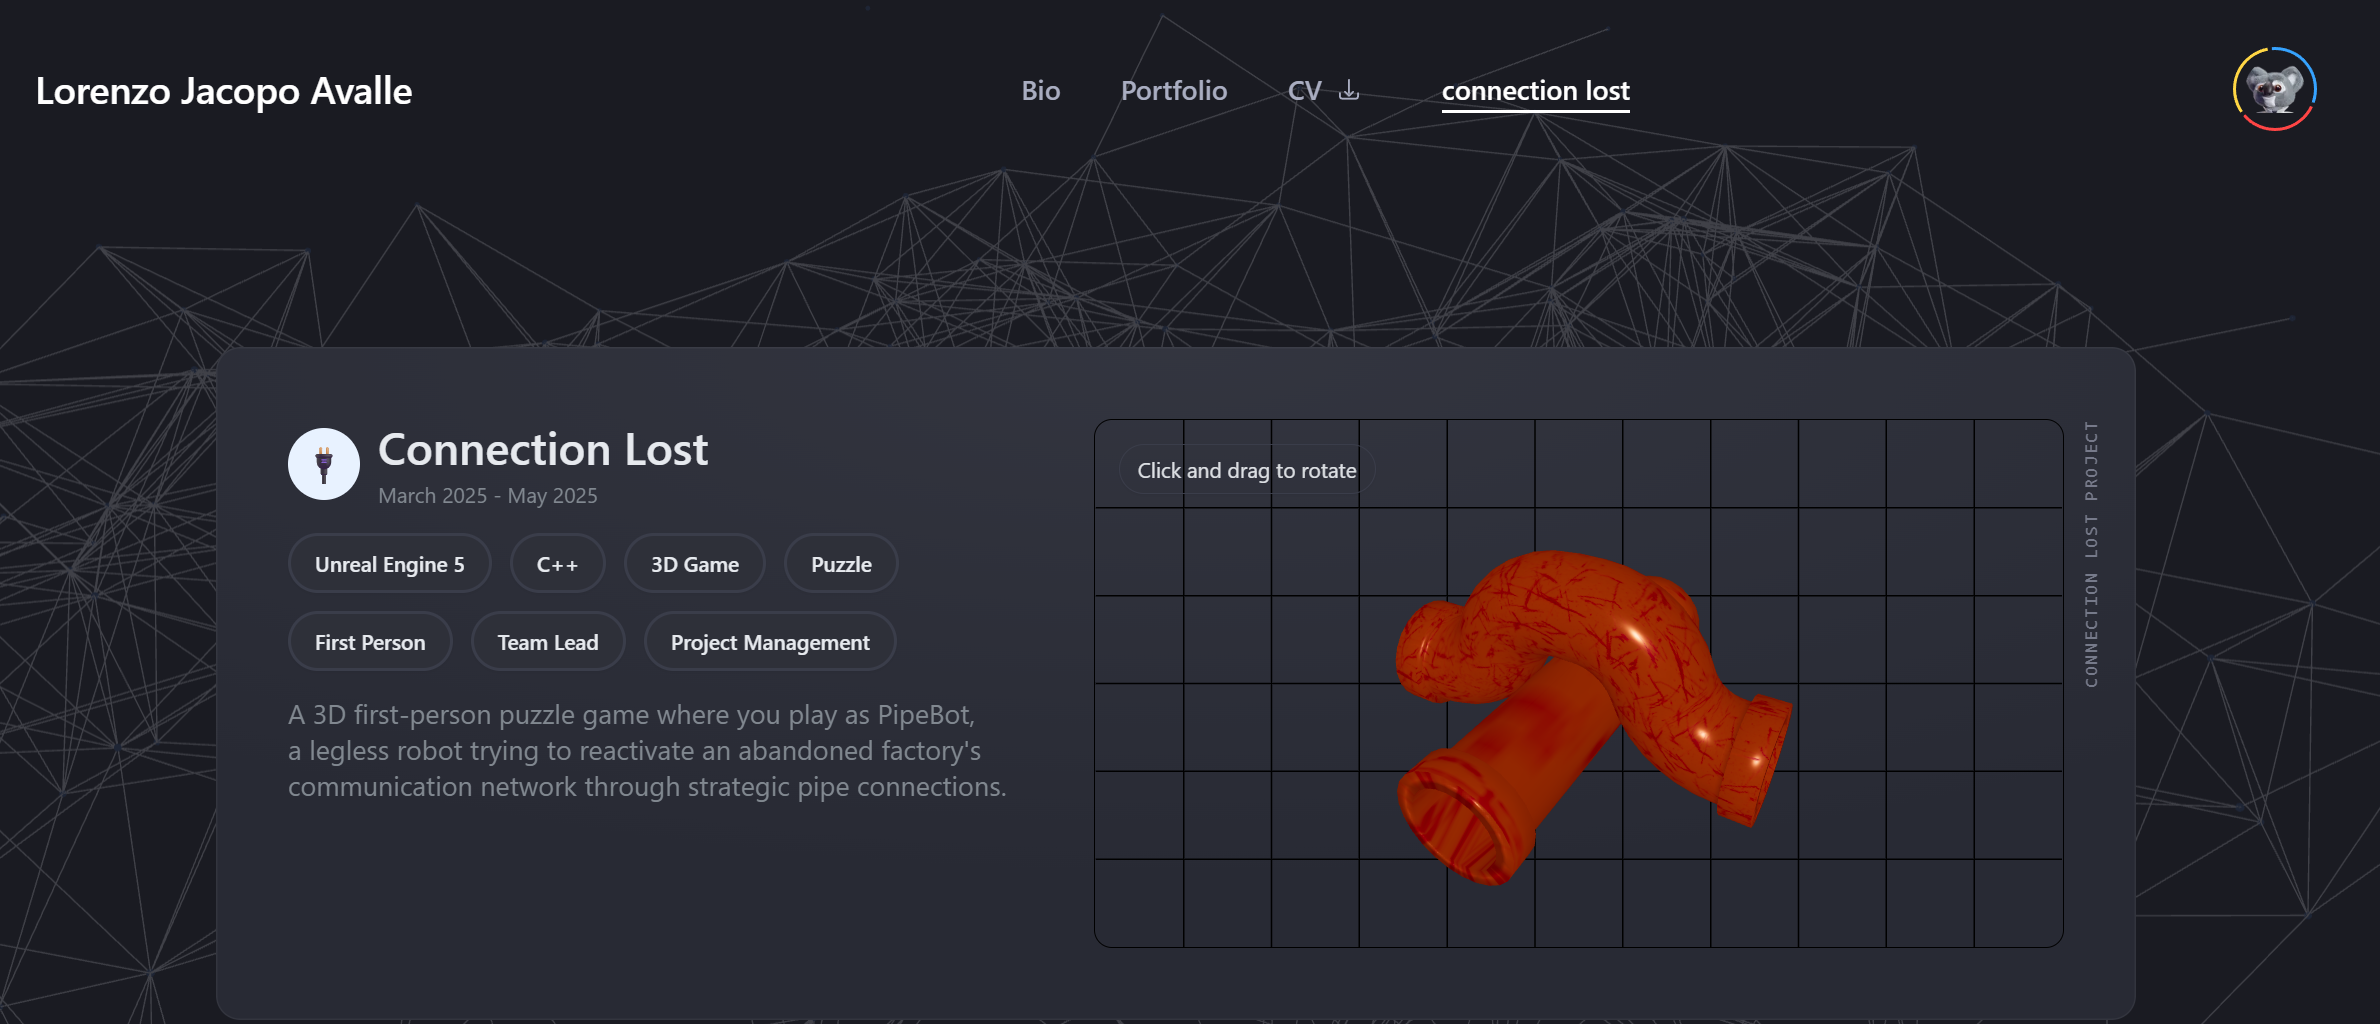 Lorenzo Jacopo Avalle
Bio
Portfolio
CV
connection lost
Connection Lost
March 2025 - May 2025
Unreal Engine 5
C++
3D Game
Puzzle
First Person
Team Lead
Project Management
A 3D first-person puzzle game where you play as PipeBot,
a legless robot trying to reactivate an abandoned factory's
communication network through strategic pipe connections.
Click and drag to rotate
CONNECTION LOST PROJECT